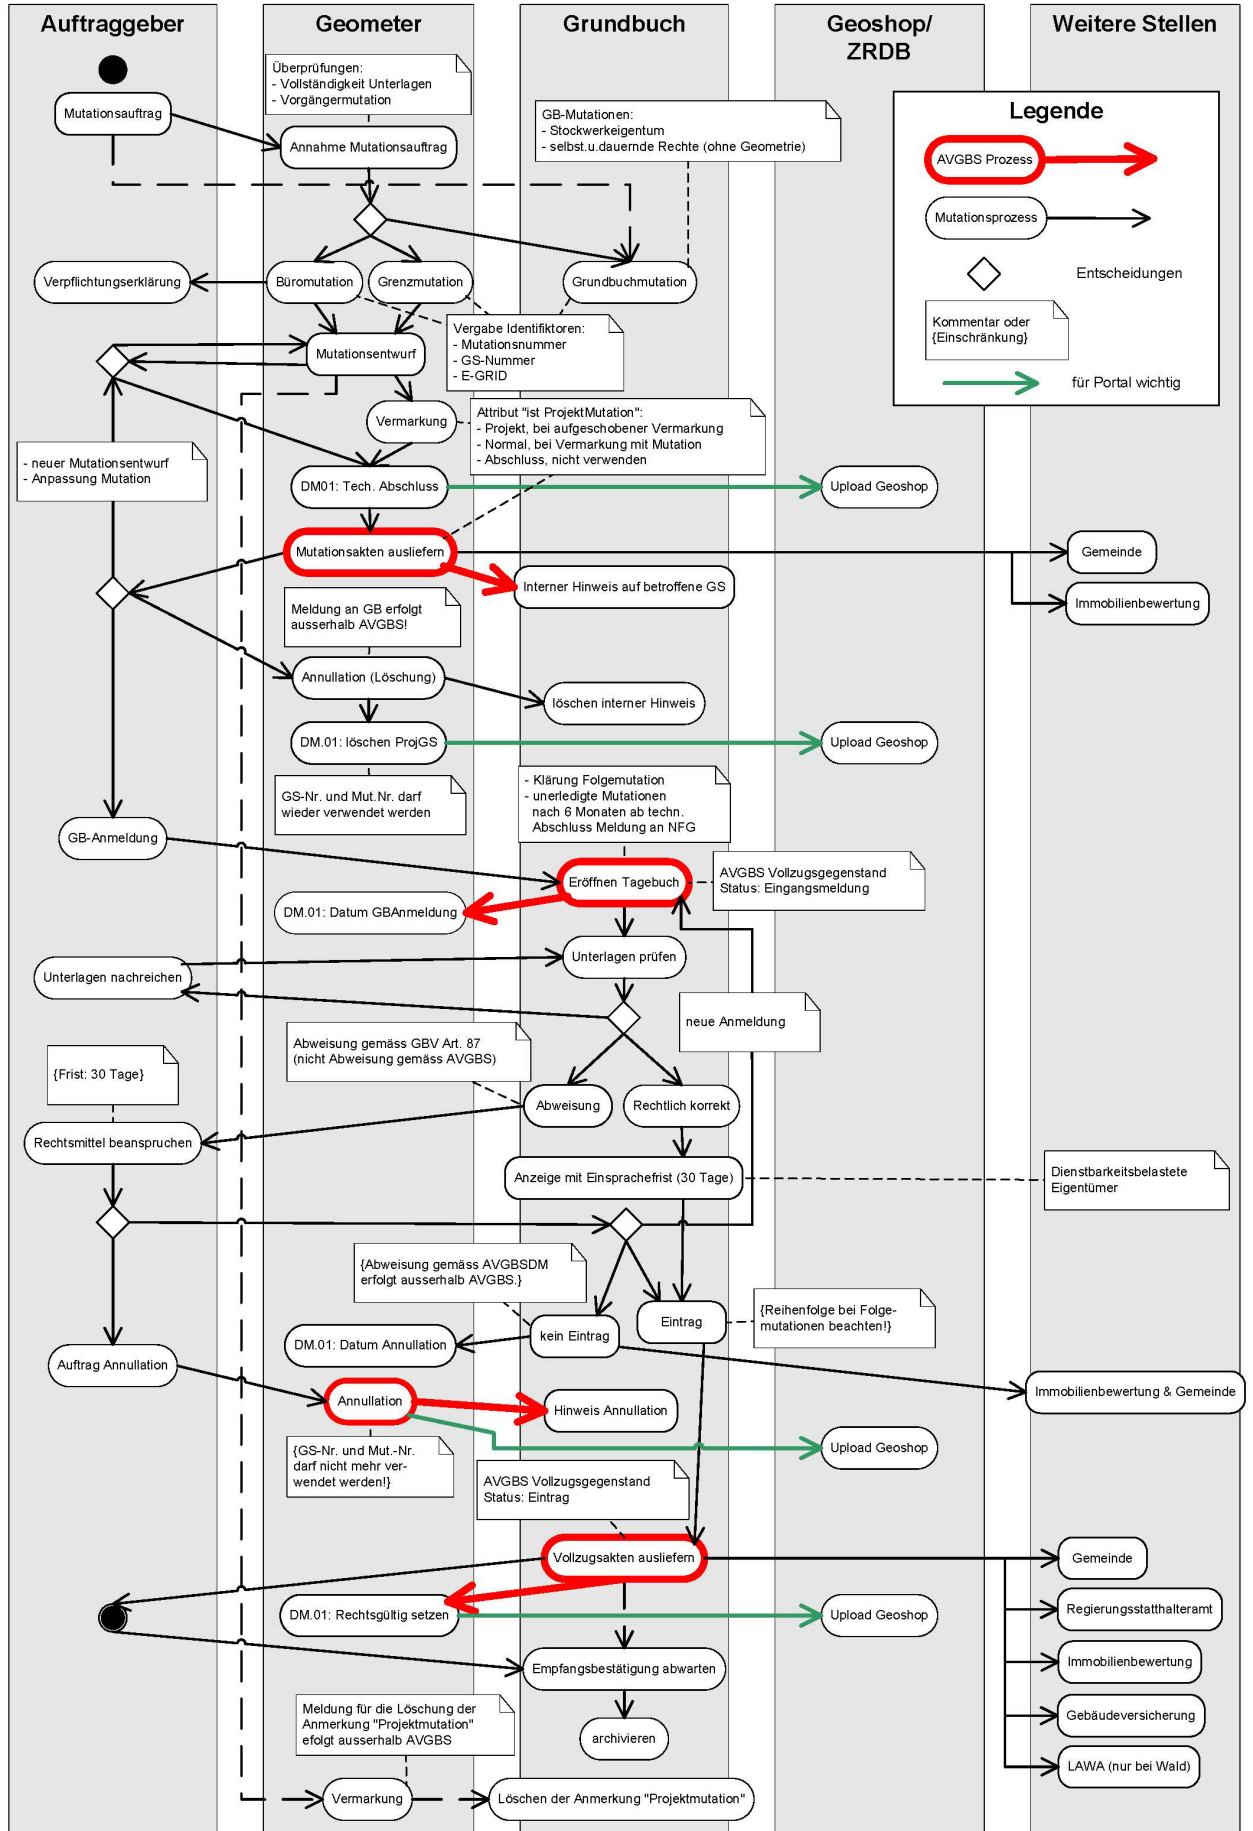 Auftraggeber
Geometer
Grundbuch
Geoshop/
ZRDB
Weitere Stellen
Überprüfungen:
- Vollständigkeit Unterlagen
- Vorgängermutation
Mutationsauftrag
Annahme Mutationsauftrag
GB-Mutationen:
- Stockwerkeigentum
- selbst.u.dauernde Rechte (ohne Geometrie)
Legende
AVGBS Prozess
Mutationsprozess
Entscheidungen
Kommentar oder
{Einschränkung}
für Portal wichtig
Verpflichtungserklärung
Büromutation
Grenzmutation
Grundbuchmutation
Vergabe Identifiktoren:
- Mutationsnummer
- GS-Nummer
- E-GRID
Mutationsentwurf
Vermarkung
Attribut "ist ProjektMutation":
- Projekt, bei aufgeschobener Vermarkung
- Normal, bei Vermarkung mit Mutation
- Abschluss, nicht verwenden
- neuer Mutationsentwurf
- Anpassung Mutation
DM01: Tech. Abschluss
Upload Geoshop
Mutationsakten ausliefern
Gemeinde
Interner Hinweis auf betroffene GS
Immobilienbewertung
Meldung an GB erfolgt
ausserhalb AVGBS!
Annullation (Löschung)
löschen interner Hinweis
DM.01: löschen ProjGS
Upload Geoshop
GS-Nr. und Mut.Nr. darf
wieder verwendet werden
- Klärung Folgemutation
- unerledigte Mutationen
nach 6 Monaten ab techn.
Abschluss Meldung an NFG
GB-Anmeldung
Eröffnen Tagebuch
AVGBS Vollzugsgegenstand
Status: Eingangsmeldung
DM.01: Datum GBAnmeldung
Unterlagen prüfen
Unterlagen nachreichen
neue Anmeldung
Abweisung gemäss GBV Art. 87
(nicht Abweisung gemäss AVGBS)
{Frist: 30 Tage}
Abweisung
Rechtlich korrekt
Rechtsmittel beanspruchen
Anzeige mit Einsprachefrist (30 Tage)
Dienstbarkeitsbelastete
Eigentümer
{Abweisung gemäss AVGBSDM
erfolgt ausserhalb AVGBS.}
kein Eintrag
Eintrag
{Reihenfolge bei Folge-
mutationen beachten!}
DM.01: Datum Annullation
Auftrag Annullation
Immobilienbewertung & Gemeinde
Annullation
Hinweis Annullation
{GS-Nr. und Mut.-Nr.
darf nicht mehr ver-
wendet werden!}
Upload Geoshop
AVGBS Vollzugsgegenstand
Status: Eintrag
Vollzugsakten ausliefern
Gemeinde
DM.01: Rechtsgültig setzen
Upload Geoshop
Regierungsstatthalteramt
Empfangsbestätigung abwarten
Immobilienbewertung
Meldung für die Löschung der
Anmerkung "Projektmutation"
efolgt ausserhalb AVGBS
Gebäudeversicherung
archivieren
LAWA (nur bei Wald)
Vermarkung
Löschen der Anmerkung "Projektmutation"